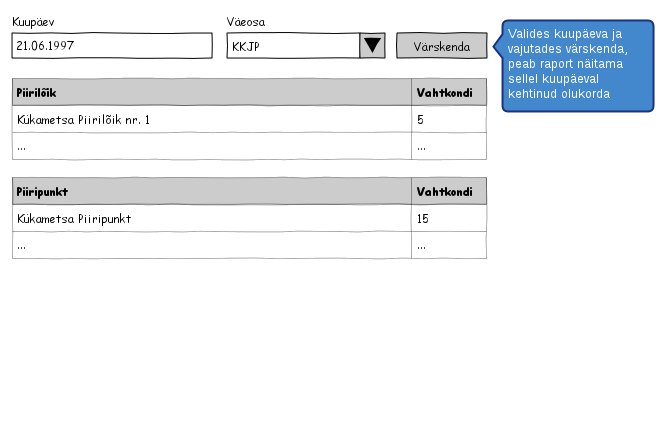 Kuupäev
Väeosa
21.06.1997
KKJP
Värskenda
Valides kuupäeva ja
vajutades värskenda,
peab raport näitama
sellel kuupäeval
kehtinud olukorda
Piirilõik Vahtkondi
Kükametsa Piirilõik nr. 1 5
... ...
Piiripunkt Vahtkondi
Kükametsa Piiripunkt 15
... ...